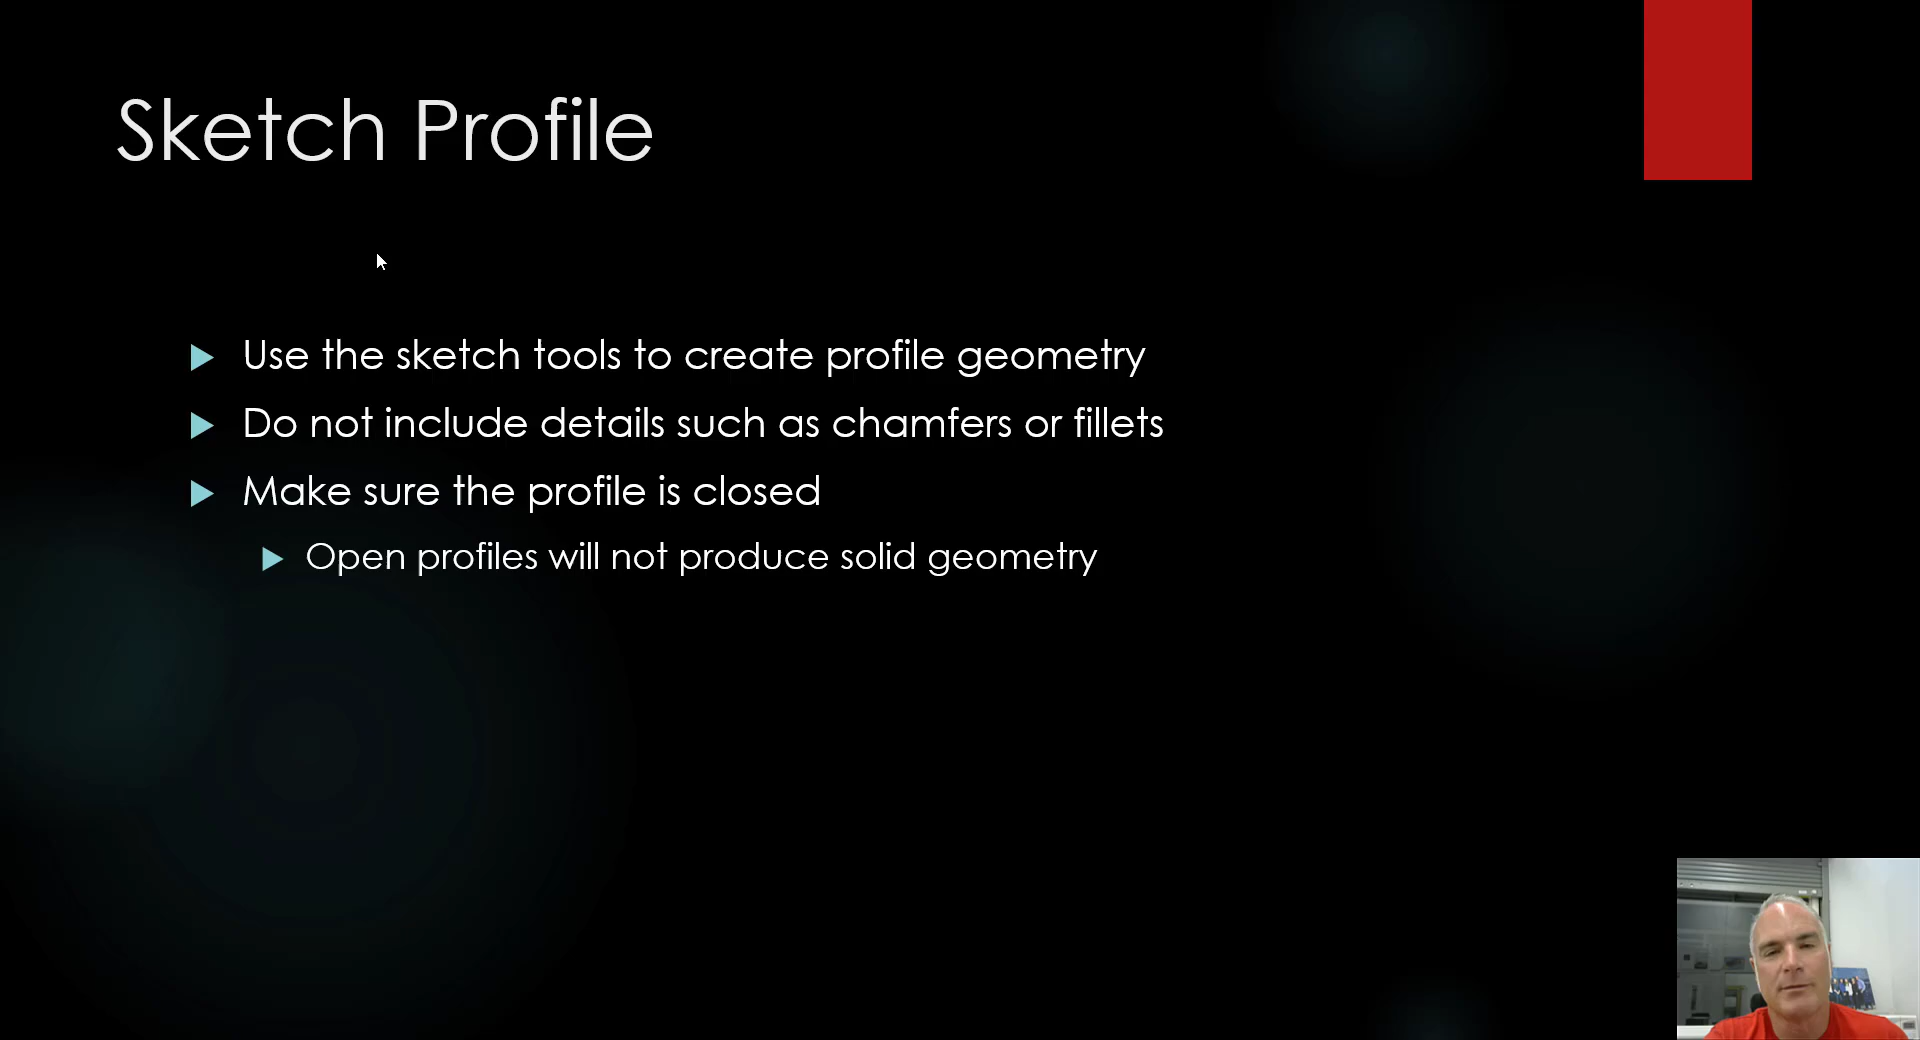 Sketch Profile
Use the sketch tools to create profile geometry
Do not include details such as chamfers or fillets
Make sure the profile is closed
Open profiles will not produce solid geometry